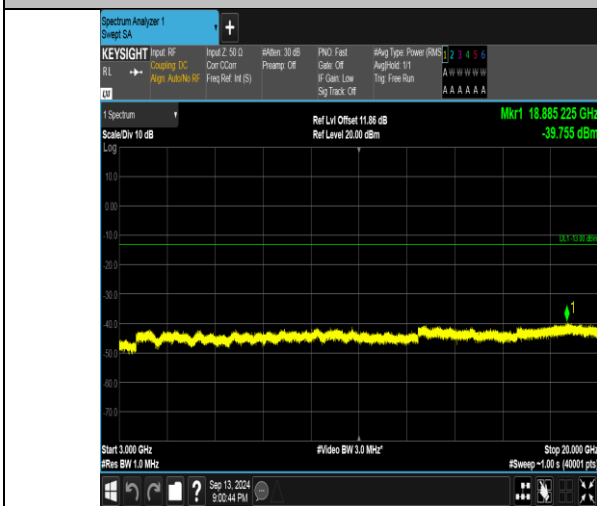 Spectrum Analyzer 1
Swept SA
+
KEYSIGHT
RL
Input: RF
Coupling: DC
Align: Auto/No RF
Input Z: 50 Ω
Corr CCorr
Freq Ref: Int (S)
#Atten: 30 dB
Preamp: Off
PNO: Fast
Gate: Off
IF Gain: Low
Sig Track: Off
#Avg Type: Power (RMS
Avg|Hold: 1/1
Trig: Free Run
1 2 3 4 5 6
A W W W W W
A A A A A A
1 Spectrum
Scale/Div 10 dB
Log
Ref Lvl Offset 11.86 dB
Ref Level 20.00 dBm
Mkr1 18.885 225 GHz
-39.755 dBm
10.0
0.00
-10.0
DL1 -13.00 dBm
-20.0
-30.0
1
-40.0
-50.0
-60.0
-70.0
Start 3.000 GHz
#Res BW 1.0 MHz
#Video BW 3.0 MHz*
Stop 20.000 GHz
#Sweep ~1.00 s (40001 pts)
?
Sep 13, 2024
9:00:44 PM